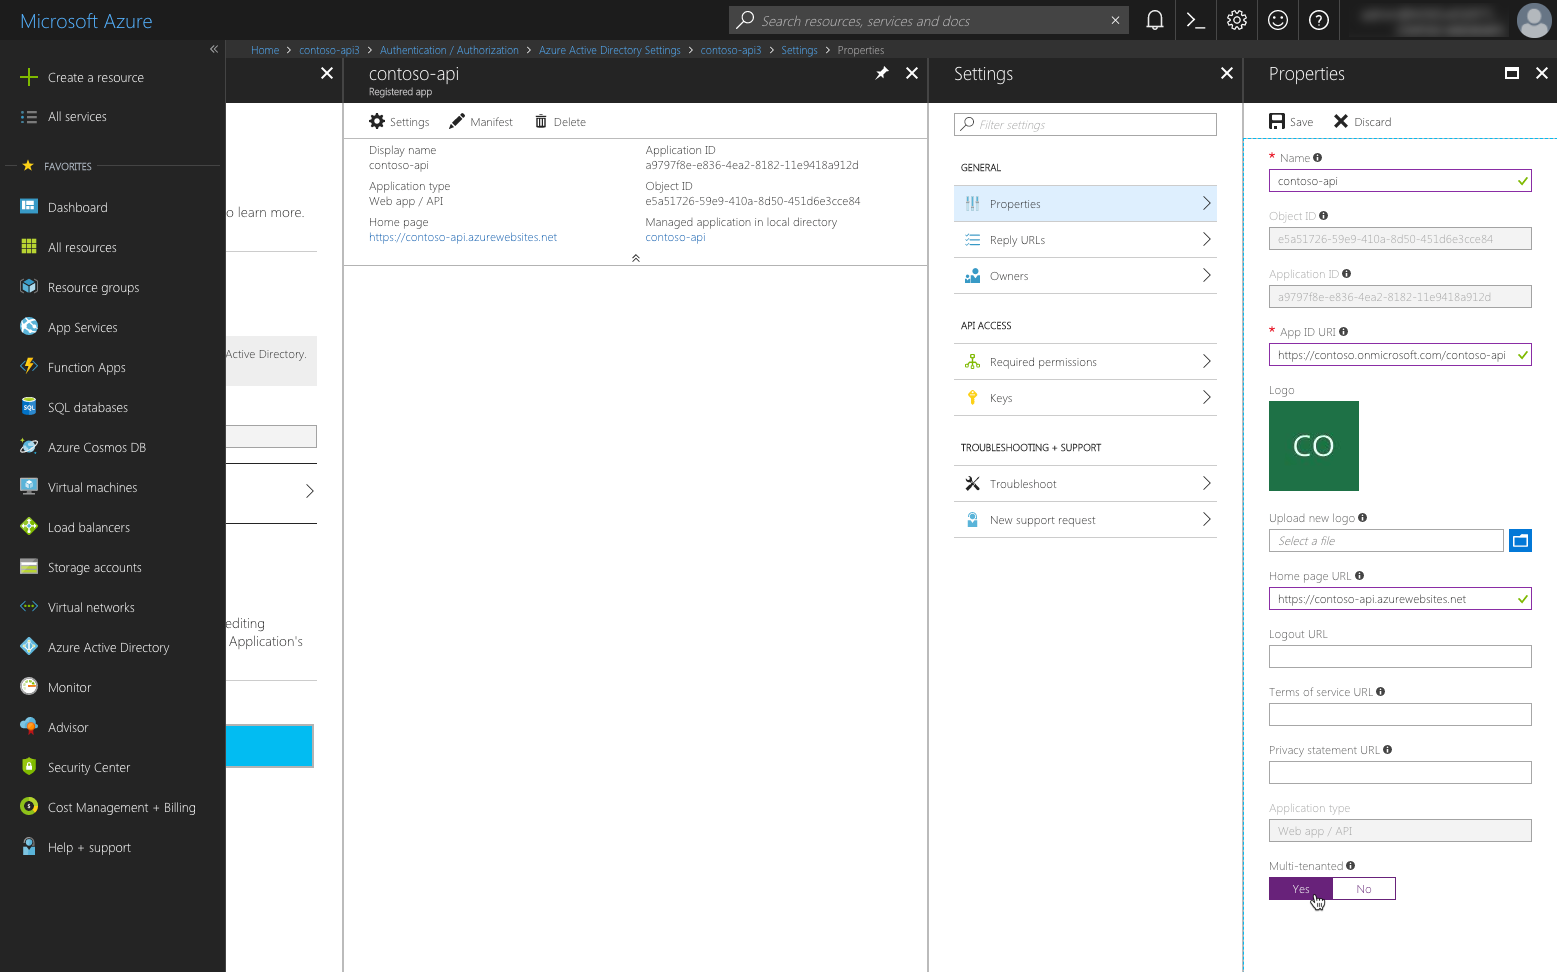 Microsoft Azure
Search resources, services and docs
Home > contoso-api3 > Authentication / Authorization > Azure Active Directory Settings > contoso-api3 > Settings > Properties
Create a resource
All services
FAVORITES
Dashboard
All resources
Resource groups
App Services
Function Apps
SQL databases
Azure Cosmos DB
Virtual machines
Load balancers
Storage accounts
Virtual networks
Azure Active Directory
Monitor
Advisor
Security Center
Cost Management + Billing
Help + support
o learn more.
Active Directory.
editing
Application's
contoso-api
Registered app
Settings Manifest Delete
Display name
contoso-api
Application type
Web app / API
Home page
https://contoso-api.azurewebsites.net
Application ID
a9797f8e-e836-4ea2-8182-11e9418a912d
Object ID
e5a51726-59e9-410a-8d50-451d6e3cce84
Managed application in local directory
contoso-api
Settings
Filter settings
GENERAL
Properties
Reply URLs
Owners
API ACCESS
Required permissions
Keys
TROUBLESHOOTING + SUPPORT
Troubleshoot
New support request
Properties
Save Discard
* Name
contoso-api
Object ID
e5a51726-59e9-410a-8d50-451d6e3cce84
Application ID
a9797f8e-e836-4ea2-8182-11e9418a912d
* App ID URI
https://contoso.onmicrosoft.com/contoso-api
Logo
CO
Upload new logo
Select a file
Home page URL
https://contoso-api.azurewebsites.net
Logout URL
Terms of service URL
Privacy statement URL
Application type
Web app / API
Multi-tenanted
Yes No